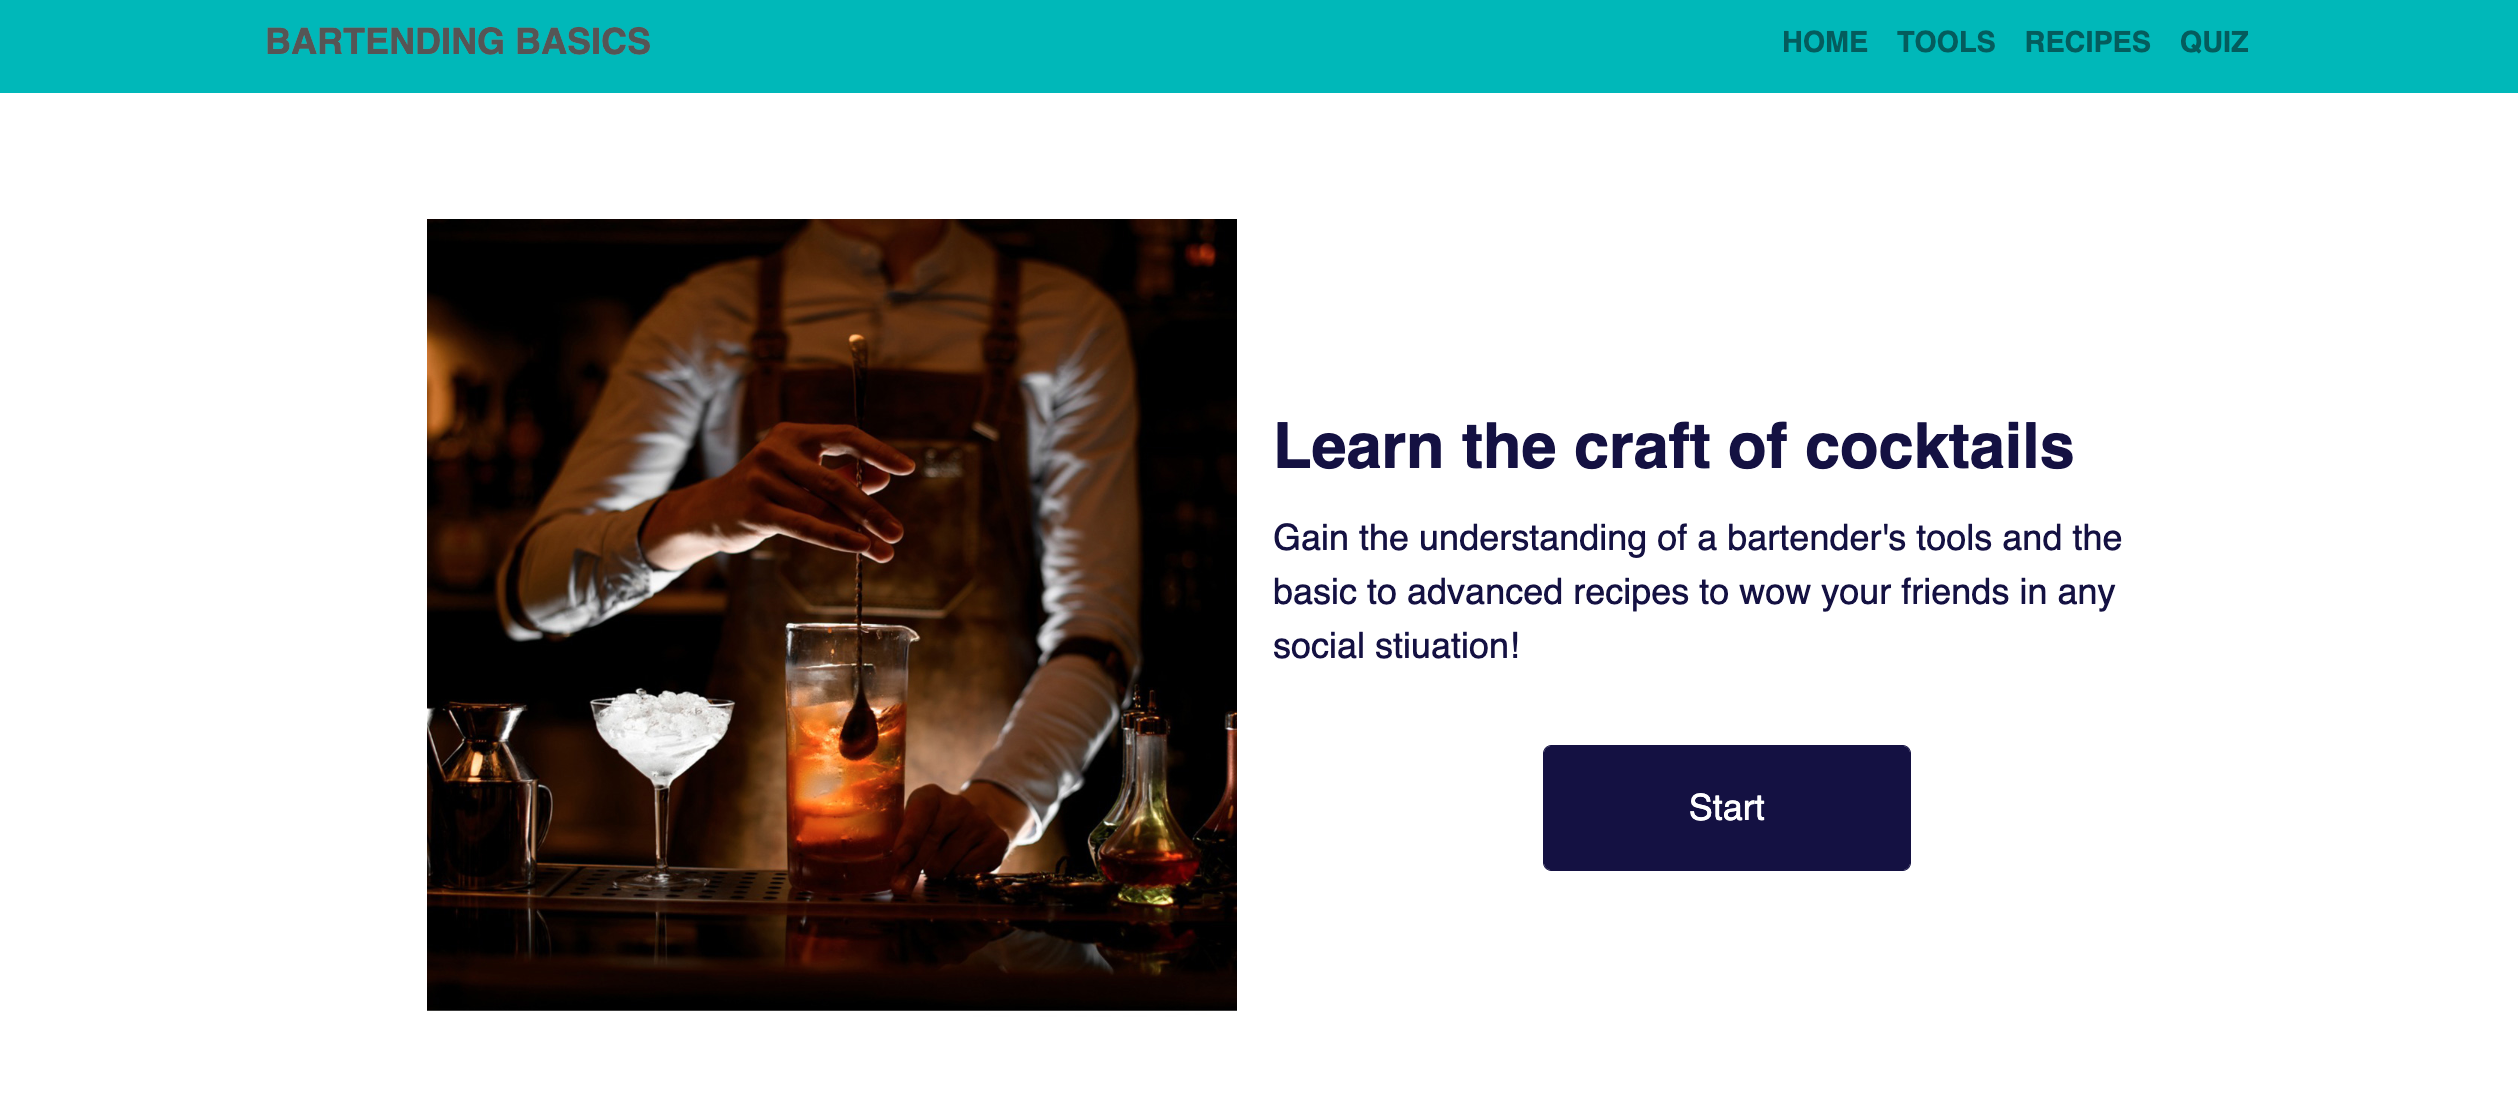 BARTENDING BASICS
HOME TOOLS RECIPES QUIZ
Learn the craft of cocktails
Gain the understanding of a bartender's tools and the
basic to advanced recipes to wow your friends in any
social stiuation!
Start